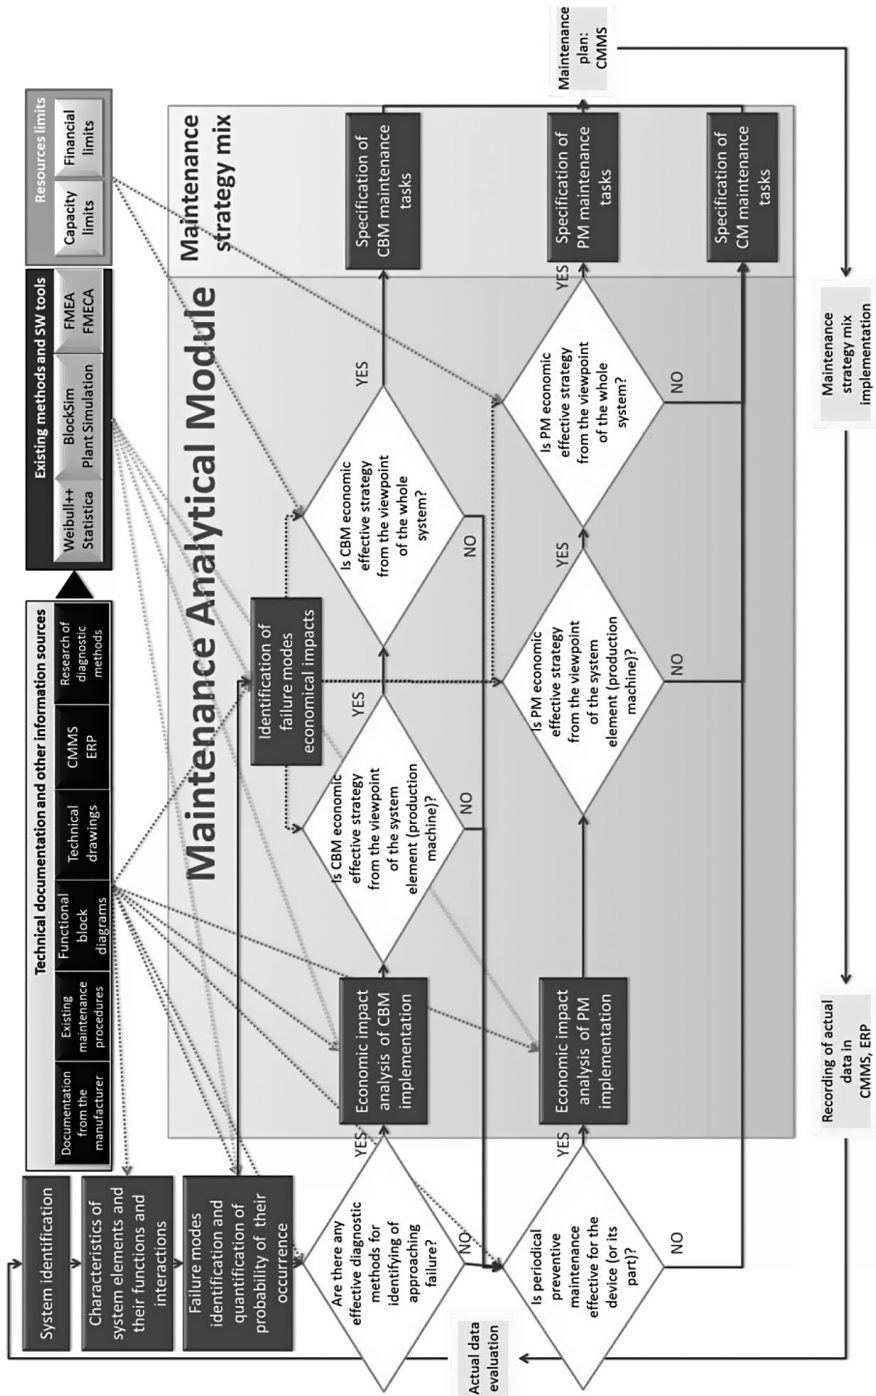 Technical documentation and other information sources
Documentation
from the
manufacturer
Existing
maintenance
procedures
Functional
block
diagrams
Technical
drawings
CMMS
ERP
Research of
diagnostic
methods
Existing methods and SW tools
Weibull++
Statistica
BlockSim
Plant Simulation
FMEA
FMECA
Resources limits
Capacity
limits
Financial
limits
System identification
Characteristics of
system elements and
their functions and
interactions
Failure modes
identification and
quantification of
probability of their
occurrence
Maintenance Analytical Module
Maintenance
strategy mix
Identification of
failure modes
economical impacts
Are there any
effective diagnostic
methods for
identifying of
approaching
failure?
YES
NO
Economic impact
analysis of CBM
implementation
Is CBM economic
effective strategy
from the viewpoint
of the system
element (production
machine)?
YES
NO
Is CBM economic
effective strategy
from the viewpoint
of the whole
system?
YES
NO
Specification of
CBM maintenance
tasks
Is periodical
preventive
maintenance
effective for the
device (or its
part)?
YES
NO
Economic impact
analysis of PM
implementation
Is PM economic
effective strategy
from the viewpoint
of the system
element (production
machine)?
YES
NO
Is PM economic
effective strategy
from the viewpoint
of the whole
system?
YES
NO
Specification of
PM maintenance
tasks
Specification of
CM maintenance
tasks
Maintenance
plan:
CMMS
Maintenance
strategy mix
implementation
Recording of actual
data in
CMMS, ERP
Actual data
evaluation